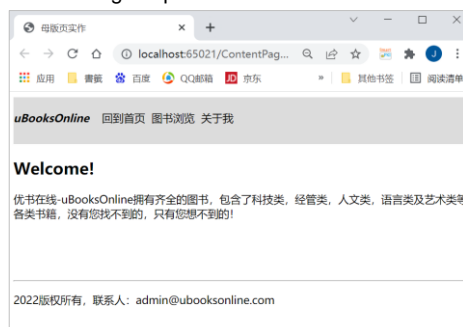 母版页实作
localhost:65021/ContentPag...
应用 書籤 百度 QQ邮箱 JD 京东 » 其他书签 阅读清单
uBooksOnline 回到首页 图书浏览 关于我
Welcome!
优书在线-uBooksOnline拥有齐全的图书，包含了科技类，经管类，人文类，语言类及艺术类等
各类书籍，没有您找不到的，只有您想不到的!
2022版权所有，联系人：admin@ubooksonline.com